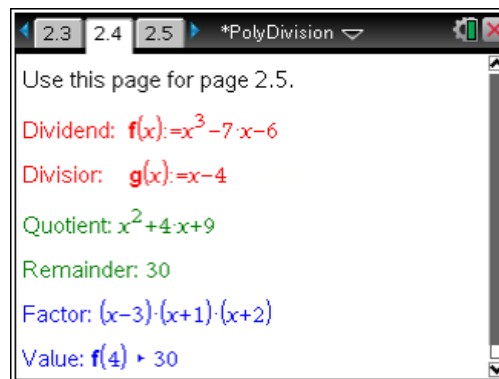 2.3 2.4 2.5 *PolyDivision
Use this page for page 2.5.
Dividend: f(x):=x³−7·x−6
Divisior: g(x):=x−4
Quotient: x²+4·x+9
Remainder: 30
Factor: (x−3)·(x+1)·(x+2)
Value: f(4) ▸ 30